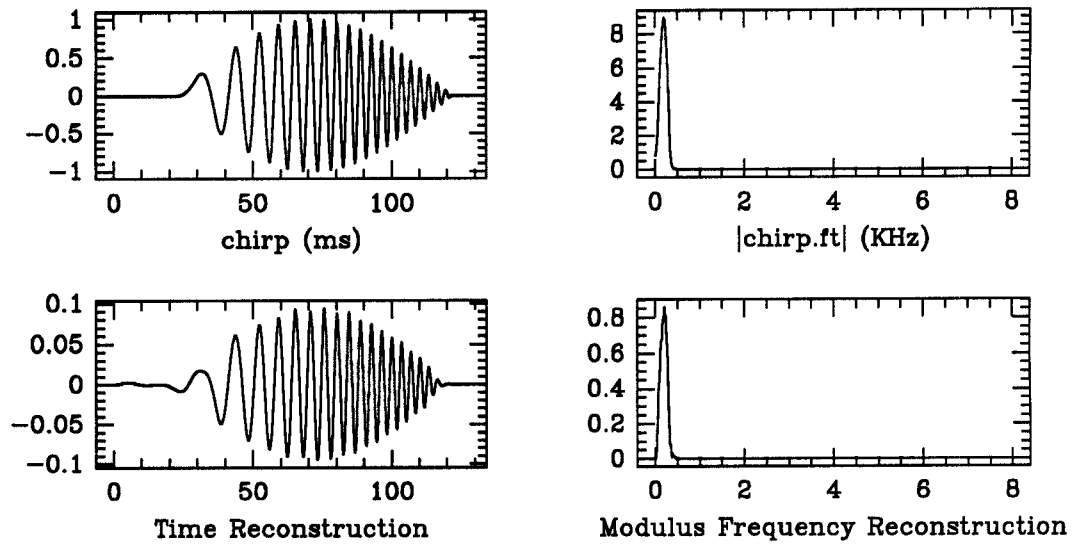 1
0.5
0
−0.5
−1
0 50 100
chirp (ms)
8
6
4
2
0
0 2 4 6 8
|chirp.ft| (KHz)
0.1
0.05
0
−0.05
−0.1
0 50 100
Time Reconstruction
0.8
0.6
0.4
0.2
0
0 2 4 6 8
Modulus Frequency Reconstruction